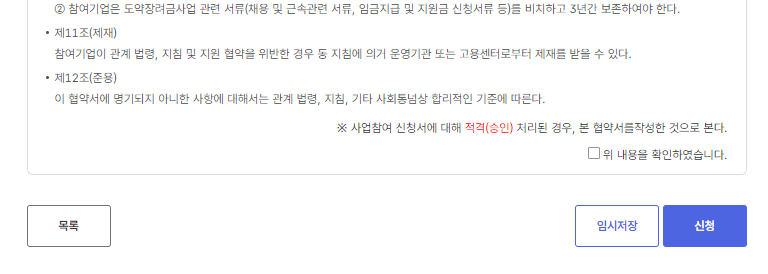 ② 참여기업은 도약장려금사업 관련 서류(채용 및 근속관련 서류, 임금지급 및 지원금 신청서류 등)를 비치하고 3년간 보존하여야 한다.
• 제11조(제재)
참여기업이 관계 법령, 지침 및 지원 협약을 위반한 경우 동 지침에 의거 운영기관 또는 고용센터로부터 제재를 받을 수 있다.
• 제12조(준용)
이 협약서에 명기되지 아니한 사항에 대해서는 관계 법령, 지침, 기타 사회통념상 합리적인 기준에 따른다.
※ 사업참여 신청서에 대해 적격(승인) 처리된 경우, 본 협약서를작성한 것으로 본다.
위 내용을 확인하였습니다.
목록 임시저장 신청